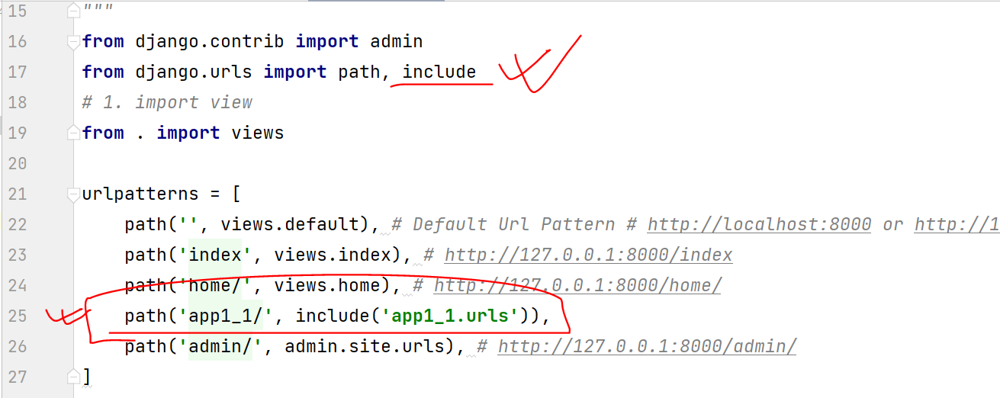 15 """
16 from django.contrib import admin
17 from django.urls import path, include
18 # 1. import view
19 from . import views
20
21 urlpatterns = [
22 path('', views.default), # Default Url Pattern # http://localhost:8000 or http://1
23 path('index', views.index), # http://127.0.0.1:8000/index
24 path('home/', views.home), # http://127.0.0.1:8000/home/
25 path('app1_1/', include('app1_1.urls')),
26 path('admin/', admin.site.urls), # http://127.0.0.1:8000/admin/
27 ]